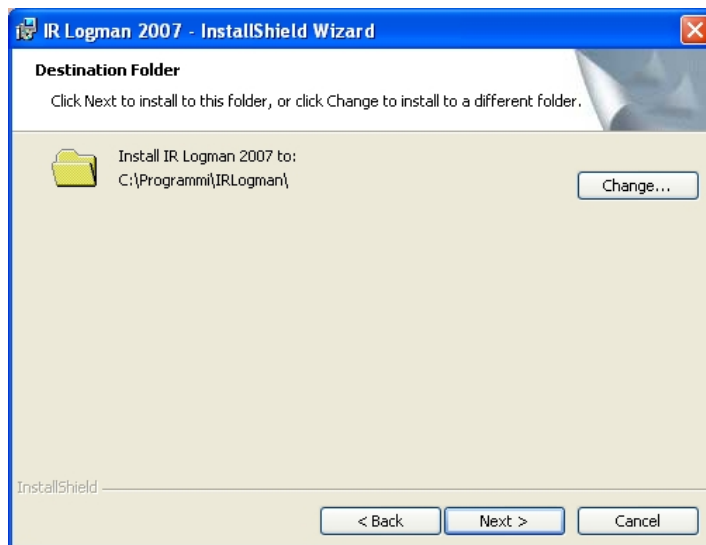 IR Logman 2007 - InstallShield Wizard
Destination Folder
Click Next to install to this folder, or click Change to install to a different folder.
Install IR Logman 2007 to:
C:\Programmi\IRLogman\
Change...
InstallShield
< Back
Next >
Cancel